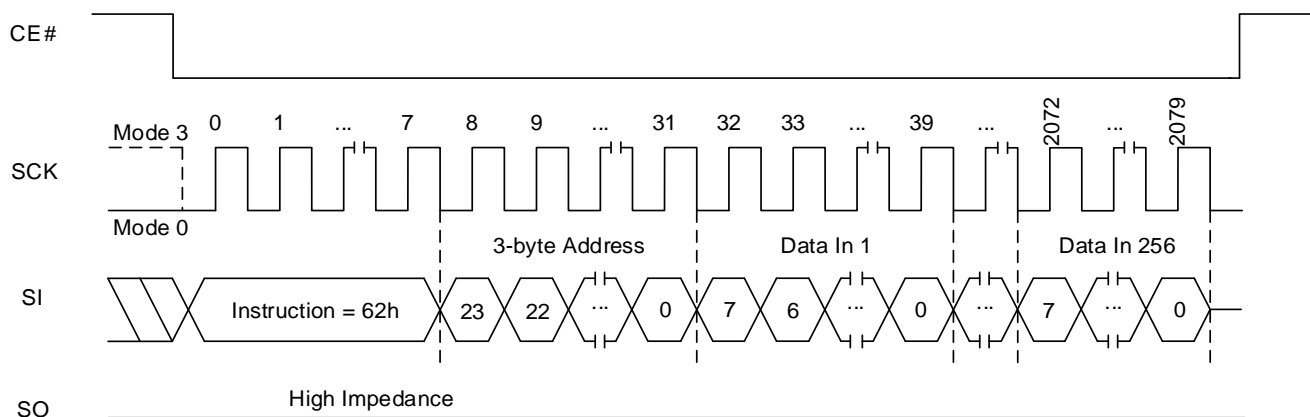 CE#
Mode 3 0 1 ... 7 8 9 ... 31 32 33 ... 39 ... 2072 ... 2079
SCK
Mode 0
3-byte Address Data In 1 Data In 256
SI Instruction = 62h 23 22 ... 0 7 6 ... 0 ... 7 ... 0
High Impedance
SO